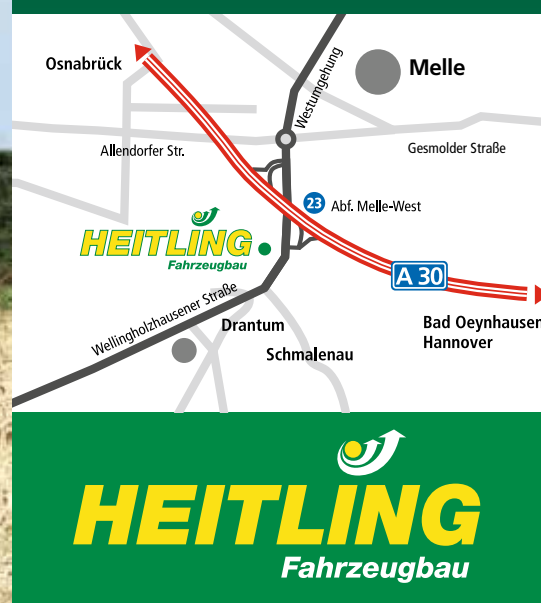 Osnabrück
Melle
Westumgehung
Allendorfer Str.
Gesmolder Straße
23 Abf. Melle-West
HEITLING
Fahrzeugbau
A 30
Wellingholzhausener Straße
Drantum
Bad Oeynhausen
Schmalenau
Hannover
HEITLING
Fahrzeugbau